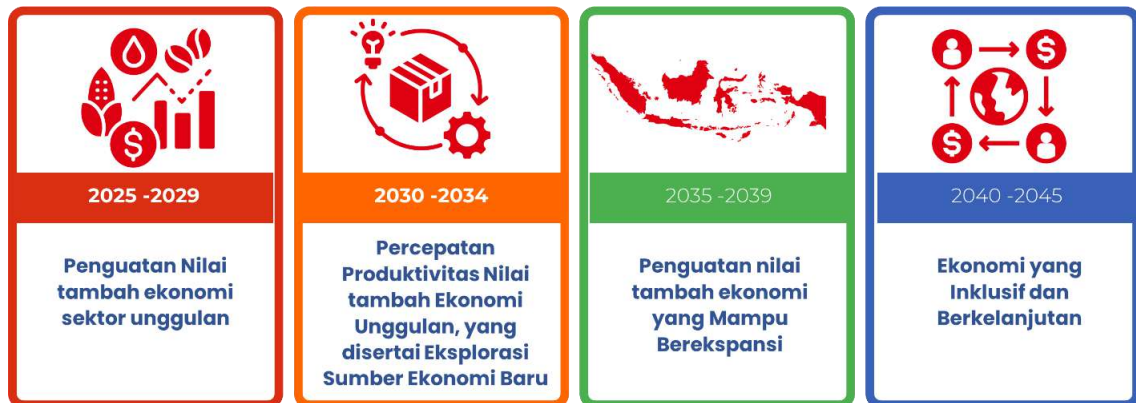 2025 -2029
Penguatan Nilai
tambah ekonomi
sektor unggulan
2030 -2034
Percepatan
Produktivitas Nilai
tambah Ekonomi
Unggulan, yang
disertai Eksplorasi
Sumber Ekonomi Baru
2035 -2039
Penguatan nilai
tambah ekonomi
yang Mampu
Berekspansi
2040 -2045
Ekonomi yang
Inklusif dan
Berkelanjutan